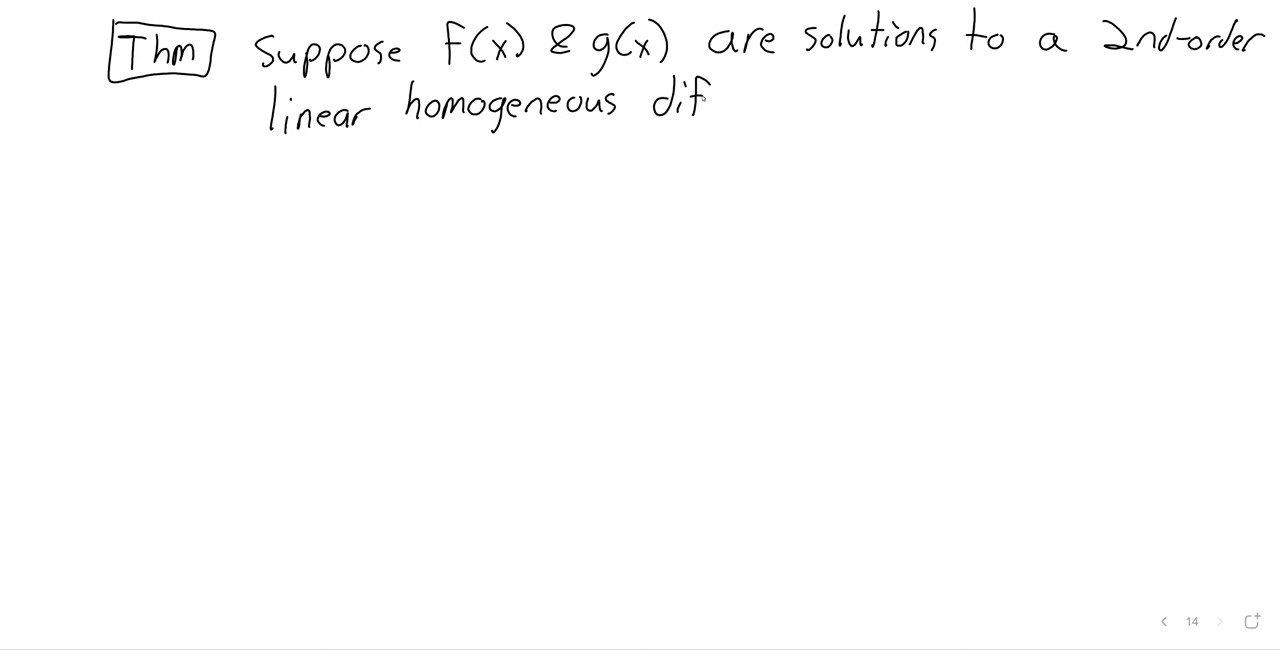 Thm Suppose f(x) & g(x) are solutions to a 2nd-order
linear homogeneous dif
14